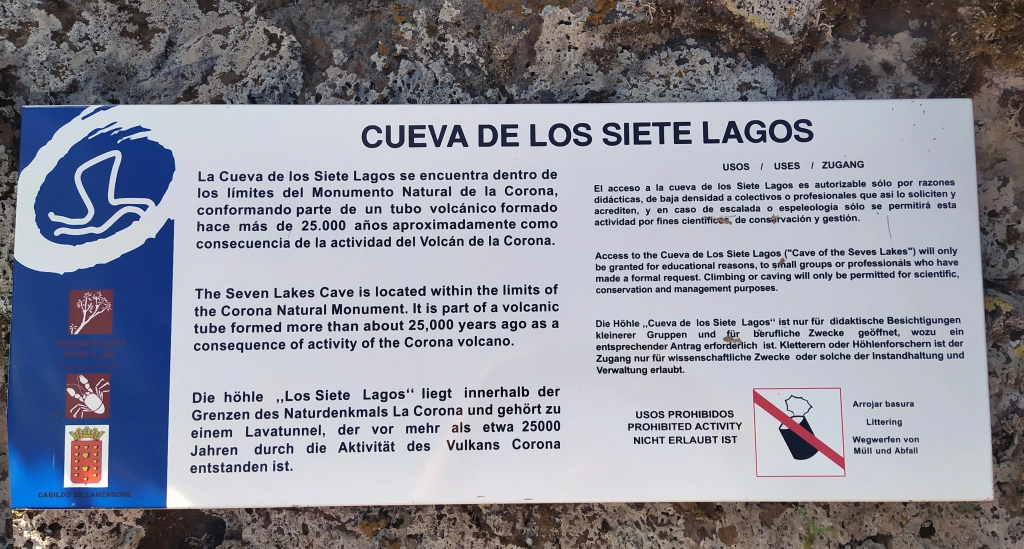 CUEVA DE LOS SIETE LAGOS
La Cueva de los Siete Lagos se encuentra dentro de
los límites del Monumento Natural de la Corona,
conformando parte de un tubo volcánico formado
hace más de 25.000 años aproximadamente como
consecuencia de la actividad del Volcán de la Corona.
The Seven Lakes Cave is located within the limits of
the Corona Natural Monument. It is part of a volcanic
tube formed more than about 25,000 years ago as a
consequence of activity of the Corona volcano.
Die höhle ,,Los Siete Lagos“ liegt innerhalb der
Grenzen des Naturdenkmals La Corona und gehört zu
einem Lavatunnel, der vor mehr als etwa 25000
Jahren durch die Aktivität des Vulkans Corona
entstanden ist.
USOS / USES / ZUGANG
El acceso a la cueva de los Siete Lagos es autorizable sólo por razones
didácticas, de baja densidad a colectivos o profesionales que así lo soliciten y
acrediten, y en caso de escalada o espeleología sólo se permitirá esta
actividad por fines científicos, de conservación y gestión.
Access to the Cueva de Los Siete Lagos ("Cave of the Seves Lakes") will only
be granted for educational reasons, to small groups or professionals who have
made a formal request. Climbing or caving will only be permitted for scientific,
conservation and management purposes.
Die Höhle ,,Cueva de los Siete Lagos“ ist nur für didaktische Besichtigungen
kleinerer Gruppen und für berufliche Zwecke geöffnet, wozu ein
entsprechender Antrag erforderlich ist. Kletterern oder Höhlenforschern ist der
Zugang nur für wissenschaftliche Zwecke oder solche der Instandhaltung und
Verwaltung erlaubt.
USOS PROHIBIDOS
PROHIBITED ACTIVITY
NICHT ERLAUBT IST
Arrojar basura
Littering
Wegwerfen von
Müll und Abfall
CABILDO DE LANZAROTE